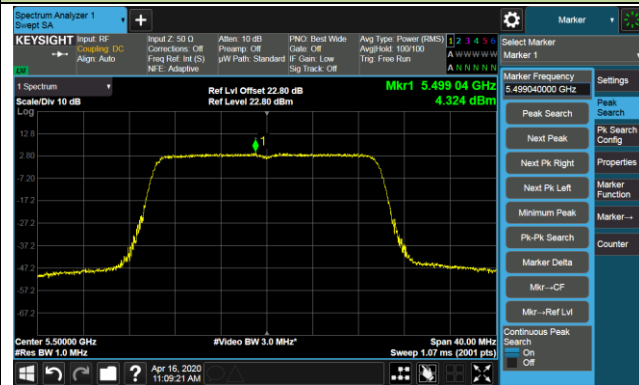 Spectrum Analyzer 1
Swept SA
+
Marker
KEYSIGHT
Input: RF
Coupling: DC
Align: Auto
Input Z: 50 Ω
Corrections: Off
Freq Ref: Int (S)
NFE: Adaptive
Atten: 10 dB
Preamp: Off
µW Path: Standard
PNO: Best Wide
Gate: Off
IF Gain: Low
Sig Track: Off
Avg Type: Power (RMS)
Avg|Hold: 100/100
Trig: Free Run
1 2 3 4 5 6
A W W W W W
A N N N N N
Select Marker
Marker 1
1 Spectrum
Scale/Div 10 dB
Log
Ref Lvl Offset 22.80 dB
Ref Level 22.80 dBm
Mkr1 5.499 04 GHz
4.324 dBm
12.8
2.80
-7.20
-17.2
-27.2
-37.2
-47.2
-57.2
-67.2
1
Center 5.50000 GHz
#Res BW 1.0 MHz
#Video BW 3.0 MHz*
Span 40.00 MHz
Sweep 1.07 ms (2001 pts)
Marker Frequency
5.499040000 GHz
Peak Search
Next Peak
Next Pk Right
Next Pk Left
Minimum Peak
Pk-Pk Search
Marker Delta
Mkr→CF
Mkr→Ref Lvl
Continuous Peak
Search
On
Off
Settings
Peak
Search
Pk Search
Config
Properties
Marker
Function
Marker→
Counter
?
Apr 16, 2020
11:09:21 AM